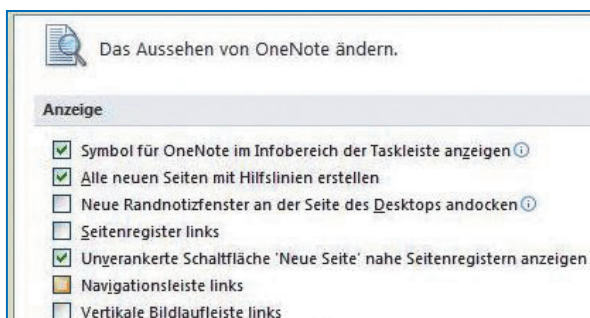 Das Aussehen von OneNote ändern.
Anzeige
Symbol für OneNote im Infobereich der Taskleiste anzeigen
Alle neuen Seiten mit Hilfslinien erstellen
Neue Randnotizfenster an der Seite des Desktops andocken
Seitenregister links
Unverankerte Schaltfläche 'Neue Seite' nahe Seitenregistern anzeigen
Navigationsleiste links
Vertikale Bildlaufleiste links